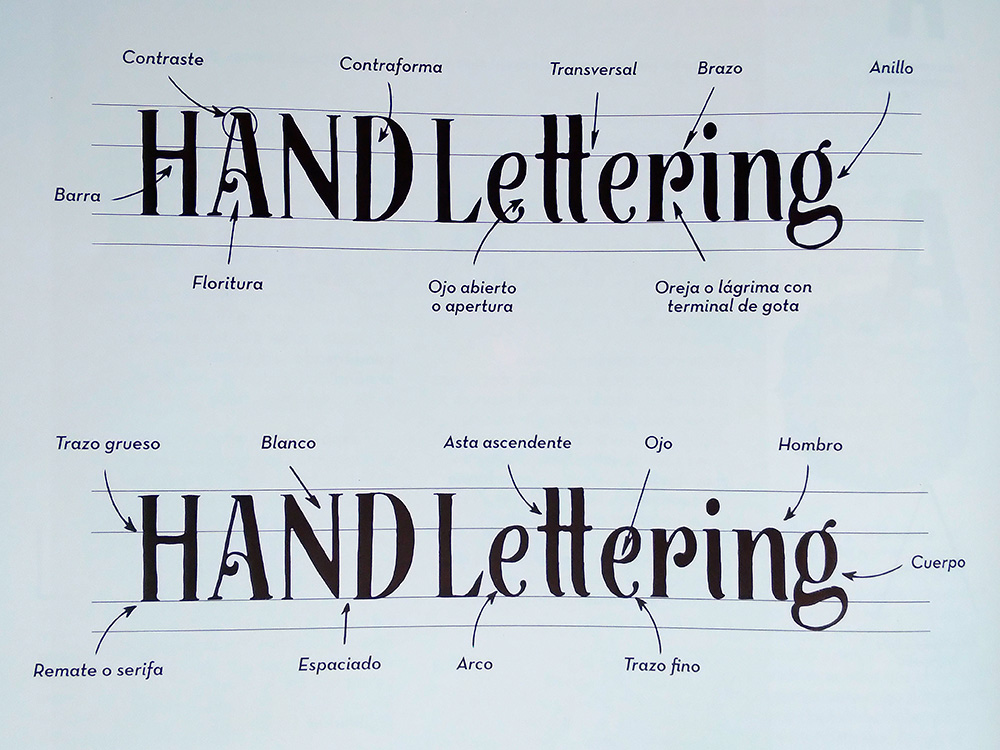 Contraste
Contraforma
Transversal
Brazo
Anillo
HAND Lettering
Barra
Floritura
Ojo abierto
o apertura
Oreja o lágrima con
terminal de gota
Trazo grueso
Blanco
Asta ascendente
Ojo
Hombro
HAND Lettering
Cuerpo
Remate o serifa
Espaciado
Arco
Trazo fino